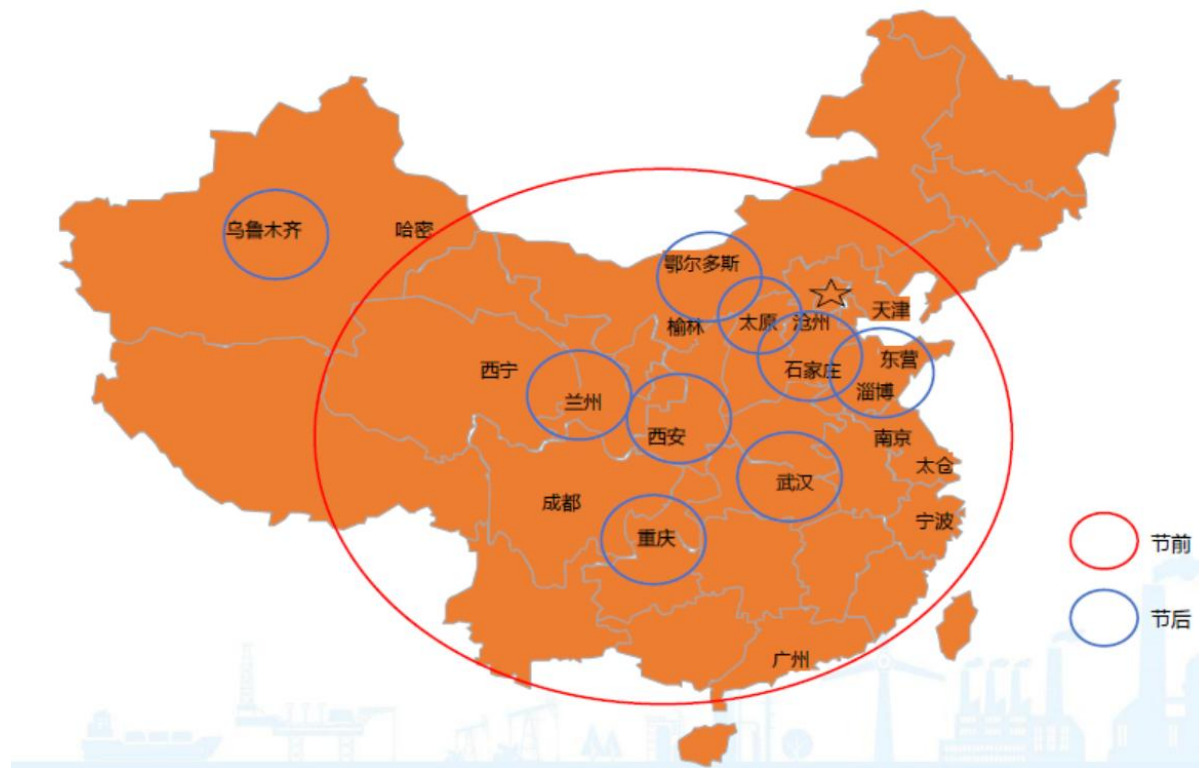 乌鲁木齐
哈密
鄂尔多斯
天津
榆林
太原
沧州
西宁
石家庄
东营
兰州
淄博
西安
南京
太仓
成都
武汉
宁波
重庆
节前
节后
广州